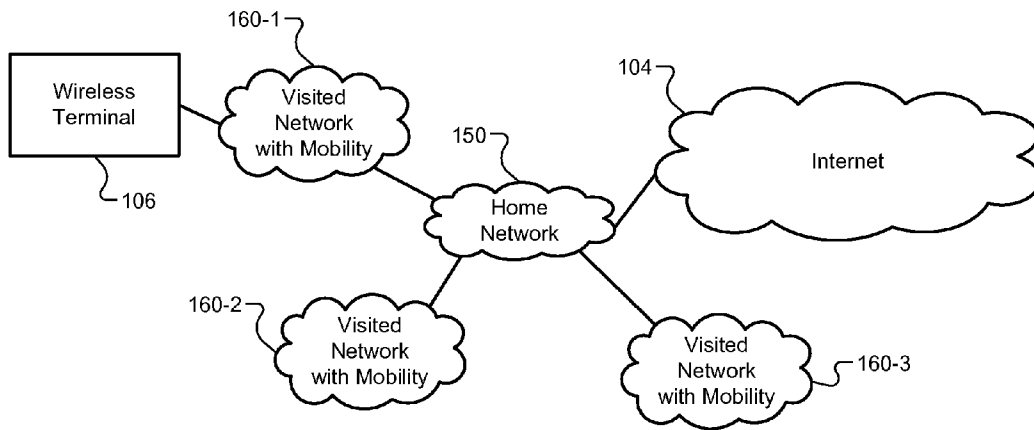 160-1
Wireless
Terminal
106
Visited
Network
with Mobility
104
Internet
150
Home
Network
160-2
Visited
Network
with Mobility
Visited
Network
with Mobility
160-3